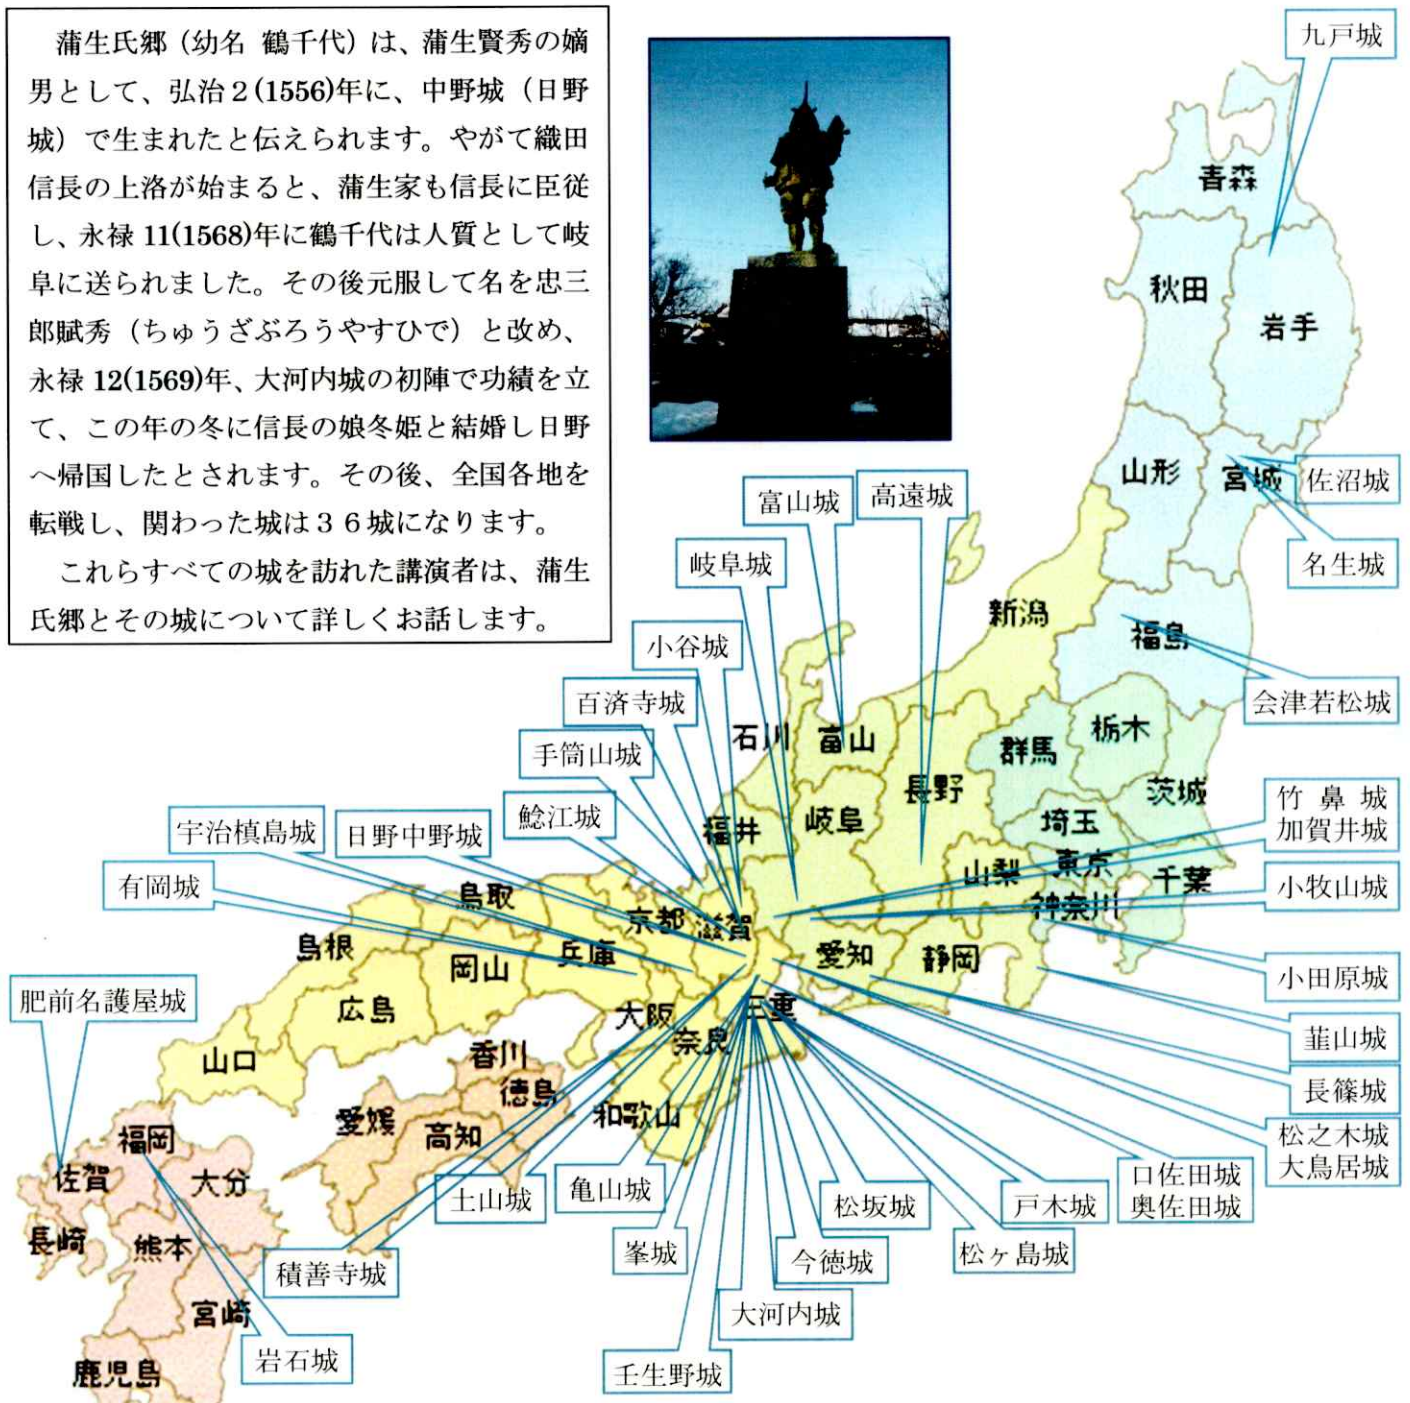 蒲生氏郷（幼名 鶴千代）は、蒲生賢秀の嫡
男として、弘治２(1556)年に、中野城（日野
城）で生まれたと伝えられます。やがて織田
信長の上洛が始まると、蒲生家も信長に臣従
し、永禄 11(1568)年に鶴千代は人質として岐
阜に送られました。その後元服して名を忠三
郎賦秀（ちゅうざぶろうやすひで）と改め、
永禄 12(1569)年、大河内城の初陣で功績を立
て、この年の冬に信長の娘冬姫と結婚し日野
へ帰国したとされます。その後、全国各地を
転戦し、関わった城は３６城になります。
これらすべての城を訪れた講演者は、蒲生
氏郷とその城について詳しくお話します。
九戸城
青森
秋田
岩手
山形
宮城
佐沼城
名生城
富山城
高遠城
岐阜城
新潟
福島
小谷城
百済寺城
会津若松城
手筒山城
石川
富山
群馬
栃木
長野
茨城
竹鼻城
加賀井城
宇治槙島城
日野中野城
鯰江城
福井
岐阜
埼玉
山梨
東京
千葉
小牧山城
有岡城
鳥取
京都
滋賀
神奈川
島根
岡山
兵庫
愛知
静岡
小田原城
肥前名護屋城
広島
大阪
三重
奈良
韮山城
山口
香川
徳島
長篠城
愛媛
高知
和歌山
福岡
松之木城
大鳥居城
佐賀
大分
土山城
亀山城
松坂城
戸木城
口佐田城
奥佐田城
長崎
熊本
積善寺城
峯城
今徳城
松ヶ島城
宮崎
大河内城
鹿児島
岩石城
壬生野城